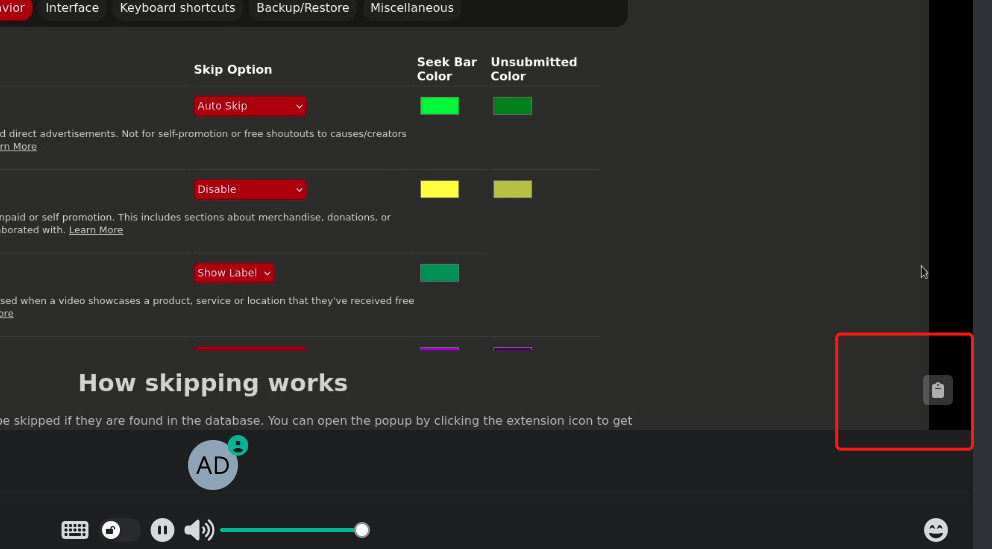 Interface Keyboard shortcuts Backup/Restore Miscellaneous
Skip Option Seek Bar Color Unsubmitted Color
Auto Skip
d direct advertisements. Not for self-promotion or free shoutouts to causes/creators
rn More
Disable
npaid or self promotion. This includes sections about merchandise, donations, or
borated with. Learn More
Show Label
sed when a video showcases a product, service or location that they've received free
ore
How skipping works
be skipped if they are found in the database. You can open the popup by clicking the extension icon to get
AD